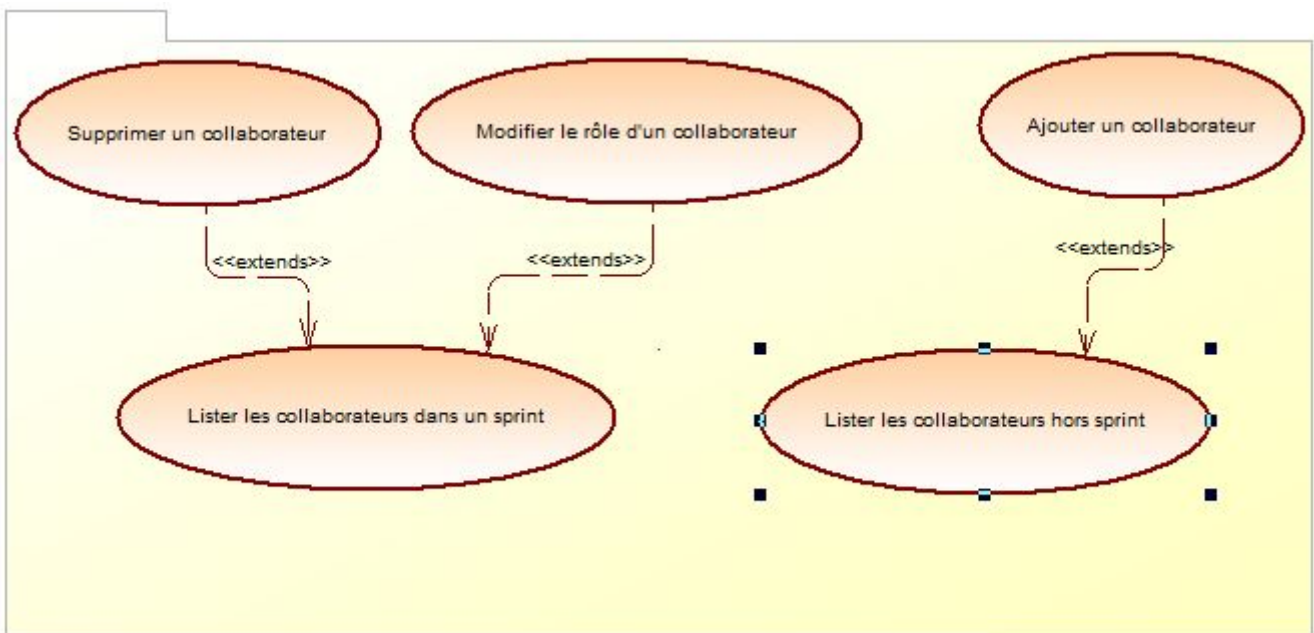 Supprimer un collaborateur
Modifier le rôle d'un collaborateur
Ajouter un collaborateur
<<extends>>
<<extends>>
<<extends>>
Lister les collaborateurs dans un sprint
Lister les collaborateurs hors sprint